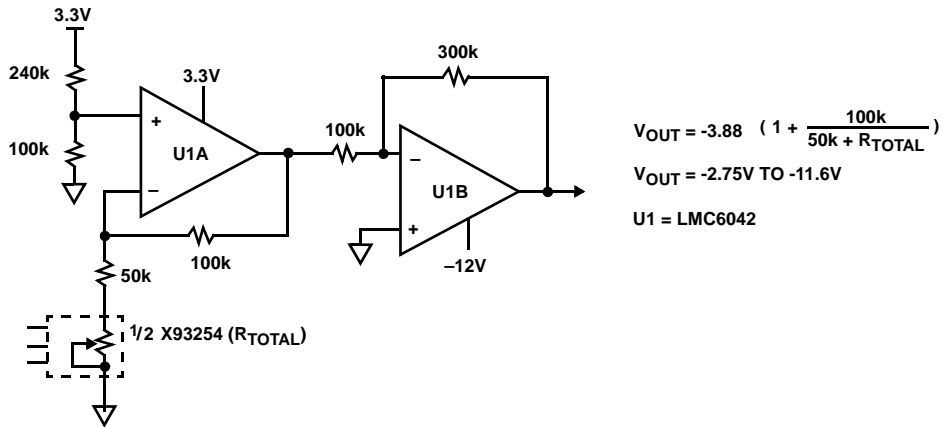 3.3V
240k
100k
3.3V
+
U1A
–
100k
50k
1/2 X93254 (RTOTAL)
100k
300k
–
U1B
+
–12V
VOUT = -3.88 ( 1 + 100k / 50k + RTOTAL )
VOUT = -2.75V TO -11.6V
U1 = LMC6042